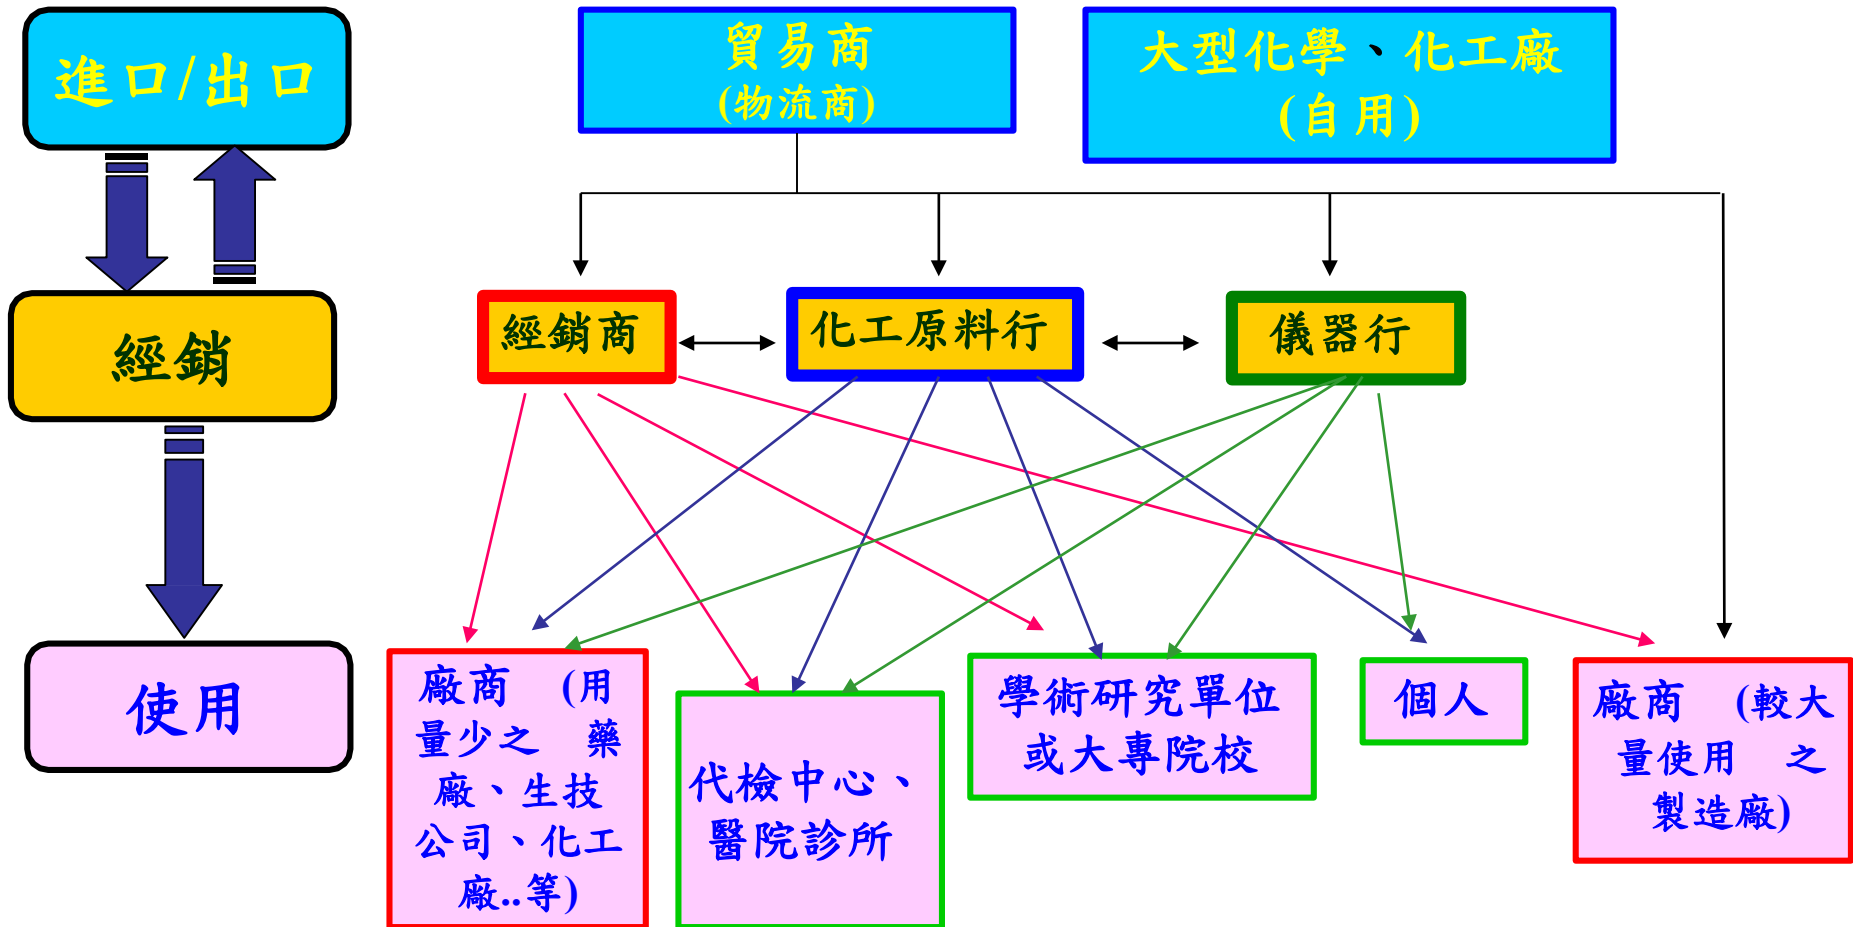 進口/出口
貿易商
(物流商)
大型化學、化工廠
(自用)
經銷
經銷商
化工原料行
儀器行
使用
廠商 (用
量少之 藥
廠、生技
公司、化工
廠..等)
代檢中心、
醫院診所
學術研究單位
或大專院校
個人
廠商 (較大
量使用 之
製造廠)